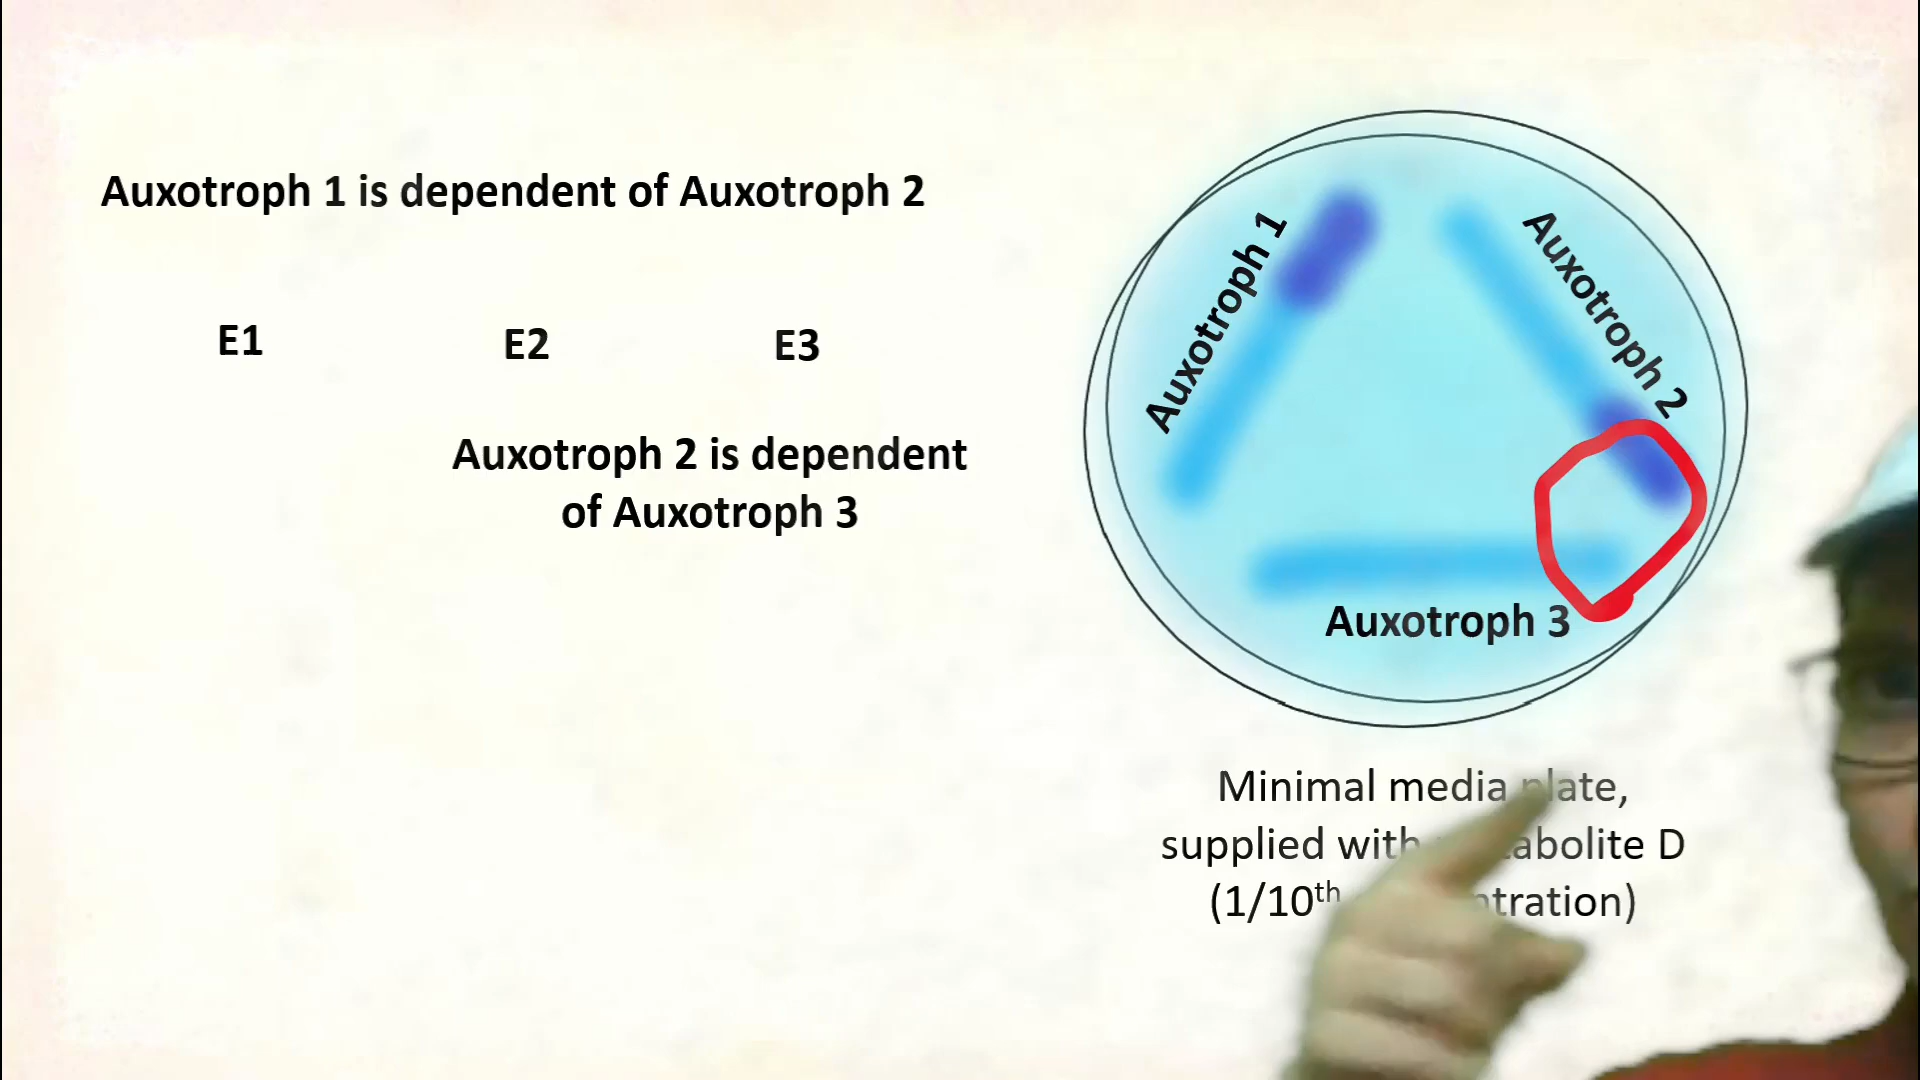 Auxotroph 1 is dependent of Auxotroph 2
E1 E2 E3
Auxotroph 2 is dependent
of Auxotroph 3
Auxotroph 1
Auxotroph 2
Auxotroph 3
Minimal media plate,
supplied with D
(1/10th